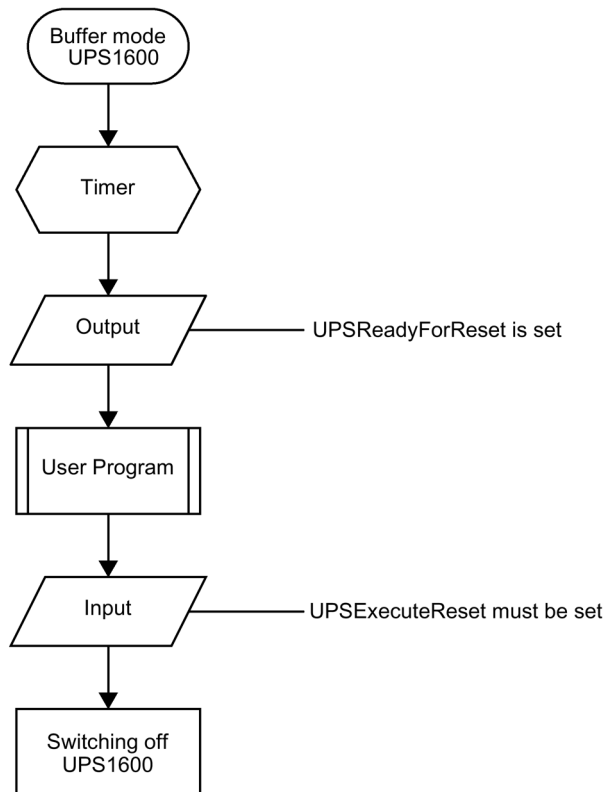 Buffer mode
UPS1600
Timer
Output
UPSReadyForReset is set
User Program
Input
UPSExecuteReset must be set
Switching off
UPS1600